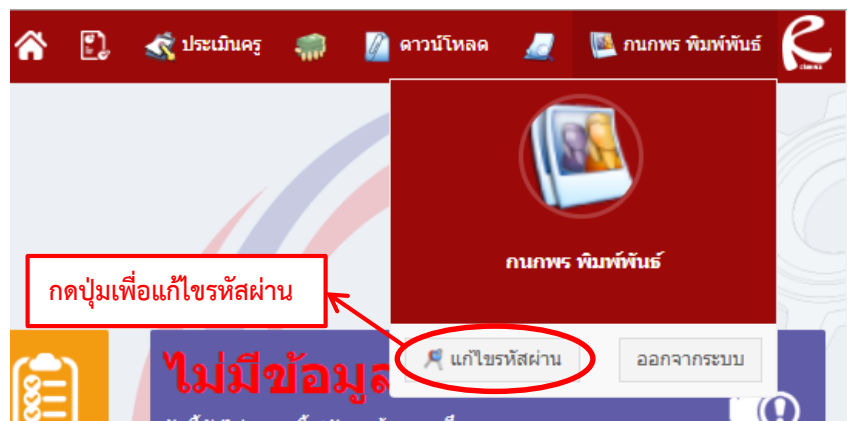 ประเมินครู ดาวน์โหลด กนกพร พิมพ์พันธ์
กนกพร พิมพ์พันธ์
กดปุ่มเพื่อแก้ไขรหัสผ่าน
แก้ไขรหัสผ่าน ออกจากระบบ
ไม่มีข้อมูล